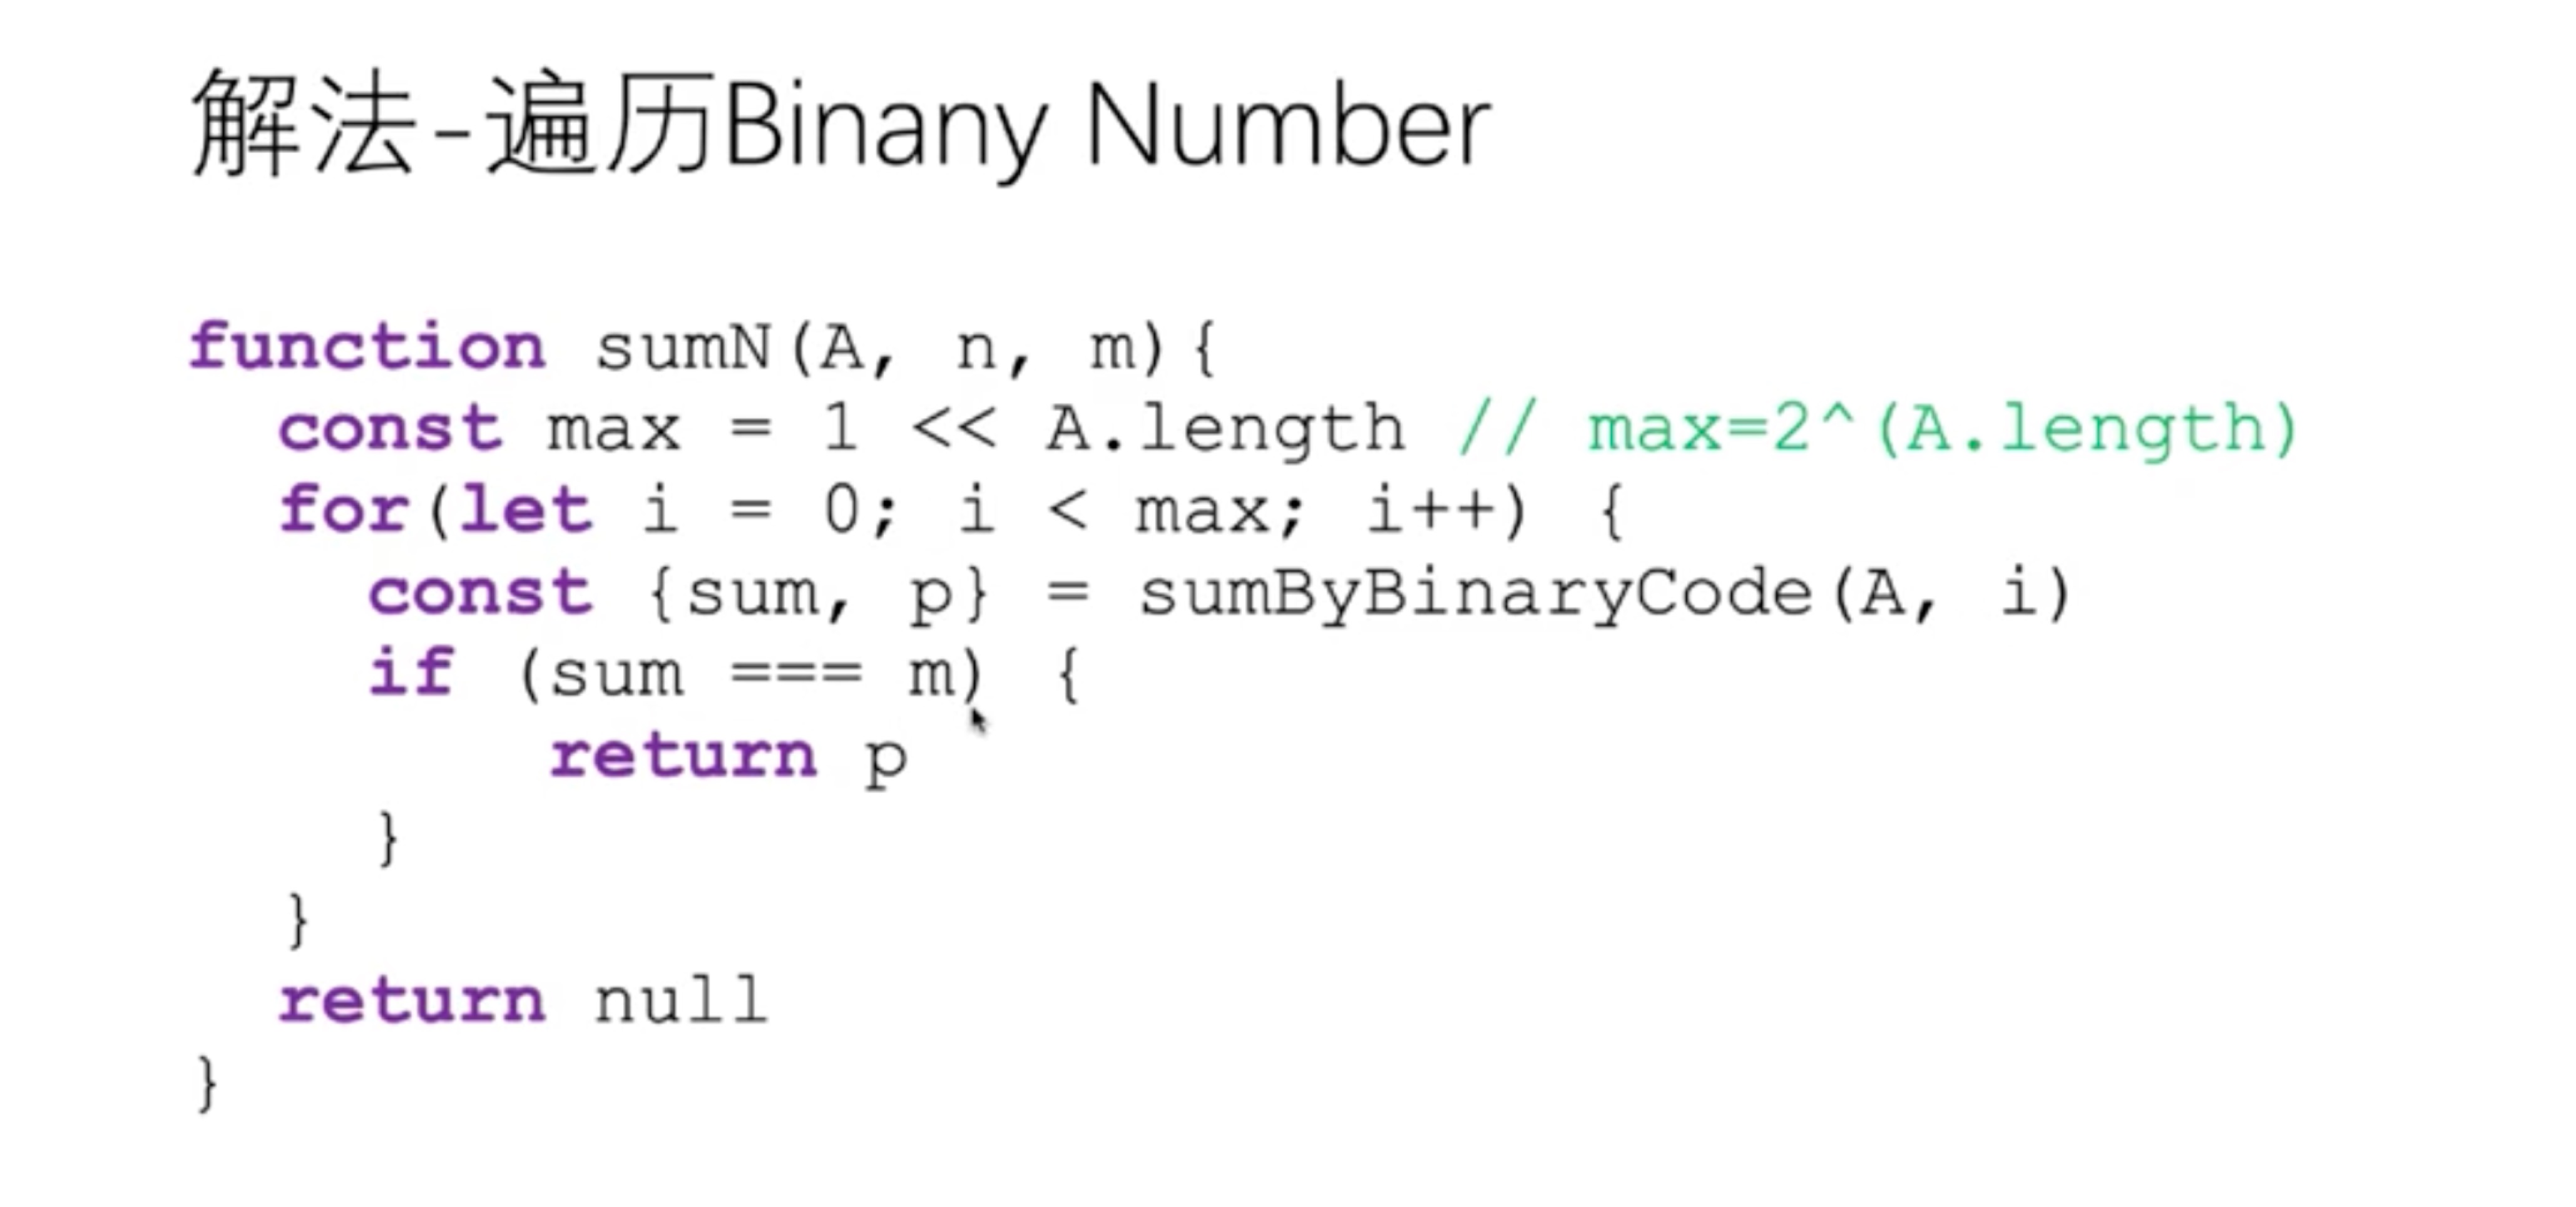 解法-遍历Binany Number
function sumN(A, n, m){
const max = 1 << A.length // max=2^(A.length)
for(let i = 0; i < max; i++) {
const {sum, p} = sumByBinaryCode(A, i)
if (sum === m) {
return p
}
}
return null
}